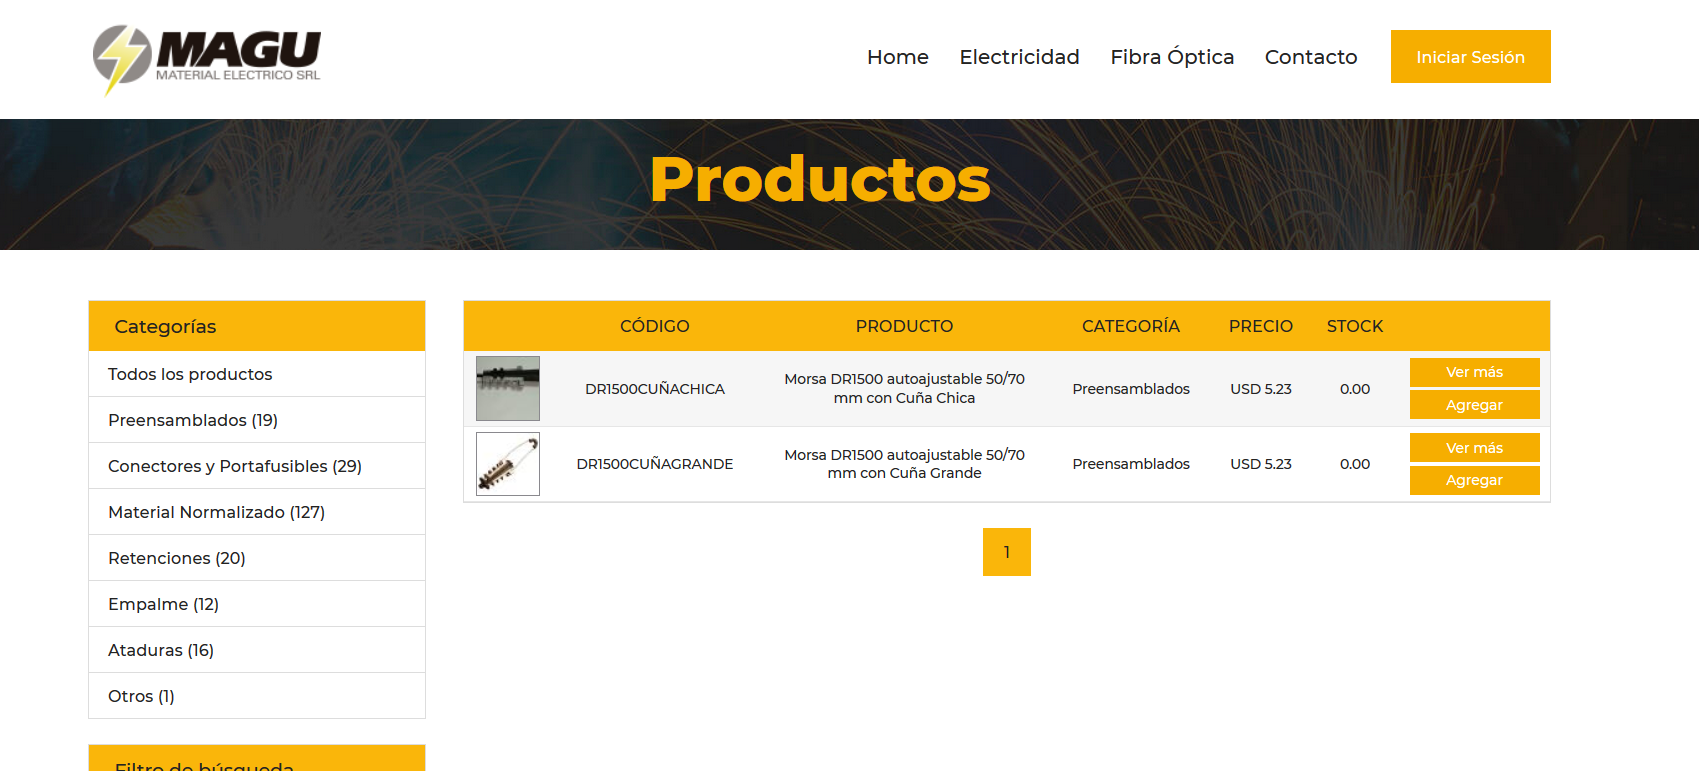 MAGU
MATERIAL ELECTRICO SRL
Home Electricidad Fibra Óptica Contacto Iniciar Sesión
Productos
Categorías
Todos los productos
Preensamblados (19)
Conectores y Portafusibles (29)
Material Normalizado (127)
Retenciones (20)
Empalme (12)
Ataduras (16)
Otros (1)
Filtro de búsqueda
CÓDIGO PRODUCTO CATEGORÍA PRECIO STOCK
DR1500CUÑACHICA Morsa DR1500 autoajustable 50/70 mm con Cuña Chica Preensamblados USD 5.23 0.00 Ver más Agregar
DR1500CUÑAGRANDE Morsa DR1500 autoajustable 50/70 mm con Cuña Grande Preensamblados USD 5.23 0.00 Ver más Agregar
1